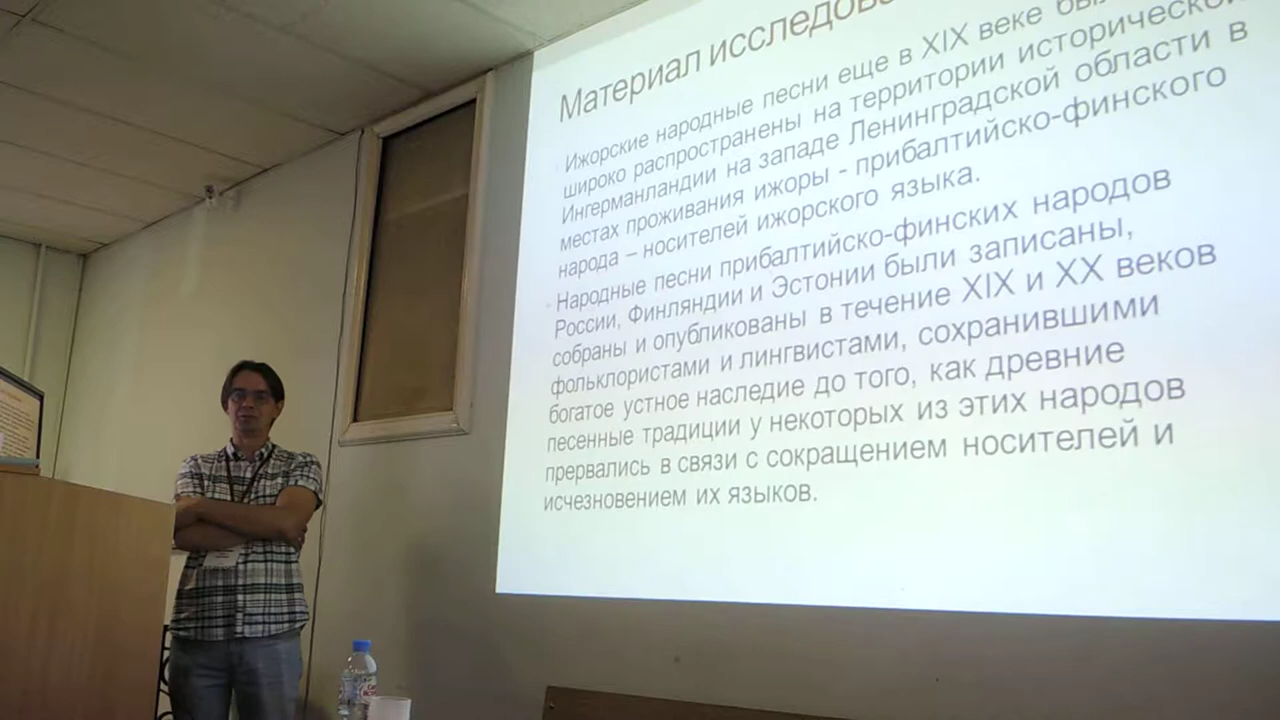 Материал исследов
Ижорские народные песни еще в XIX веке
широко распространены на территории исторической
Ингерманландии на западе Ленинградской области в
местах проживания ижоры - прибалтийско-финского
народа – носителей ижорского языка.
Народные песни прибалтийско-финских народов
России, Финляндии и Эстонии были записаны,
собраны и опубликованы в течение XIX и XX веков
фольклористами и лингвистами, сохранившими
богатое устное наследие до того, как древние
песенные традиции у некоторых из этих народов
прервались в связи с сокращением носителей и
исчезновением их языков.